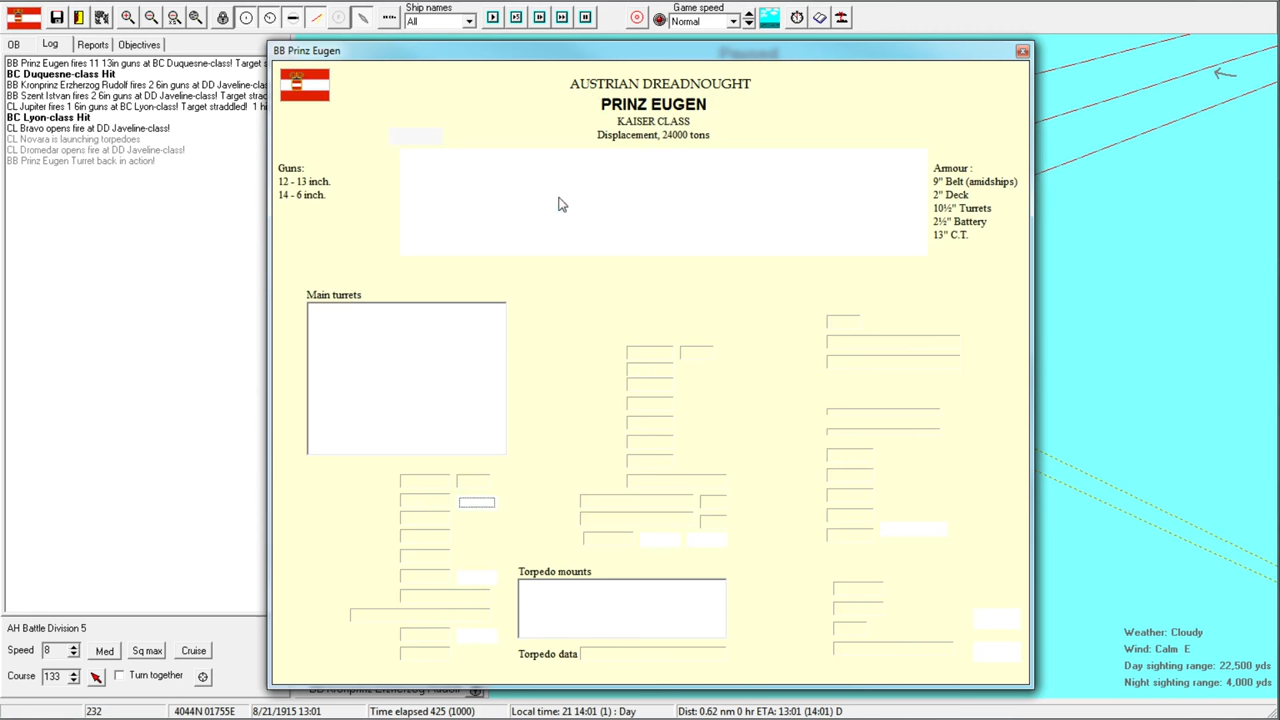 Ship names
All
Game speed
Normal
OB
Log
Reports
Objectives
BB Prinz Eugen fires 11 13in guns at BC Duquesne-class! Target s
BC Duquesne-class Hit
BB Kronprinz Erzherzog Rudolf fires 2 6in guns at DD Javeline-clas
BB Szent Istvan fires 2 6in guns at DD Javeline-class! Target stradd
CL Jupiter fires 1 6in guns at BC Lyon-class! Target straddled! 1 hi
BC Lyon-class Hit
CL Bravo opens fire at DD Javeline-class!
CL Novara is launching torpedoes
CL Dromedar opens fire at DD Javeline-class!
BB Prinz Eugen Turret back in action!
Paused
BB Prinz Eugen
AUSTRIAN DREADNOUGHT
PRINZ EUGEN
KAISER CLASS
Displacement, 24000 tons
Guns:
12 - 13 inch.
14 - 6 inch.
Armour :
9" Belt (amidships)
2" Deck
10½" Turrets
2½" Battery
13" C.T.
Main turrets
Torpedo mounts
Torpedo data
AH Battle Division 5
Speed 8 Med Sq max Cruise
Course 133 Turn together
Weather: Cloudy
Wind: Calm E
Day sighting range: 22,500 yds
Night sighting range: 4,000 yds
BB Kronprinz Erzherzog Rudolf
232 4044N 01755E 8/21/1915 13:01 Time elapsed 425 (1000) Local time: 21 14:01 (1) : Day Dist: 0.62 nm 0 hr ETA: 13:01 (14:01) D